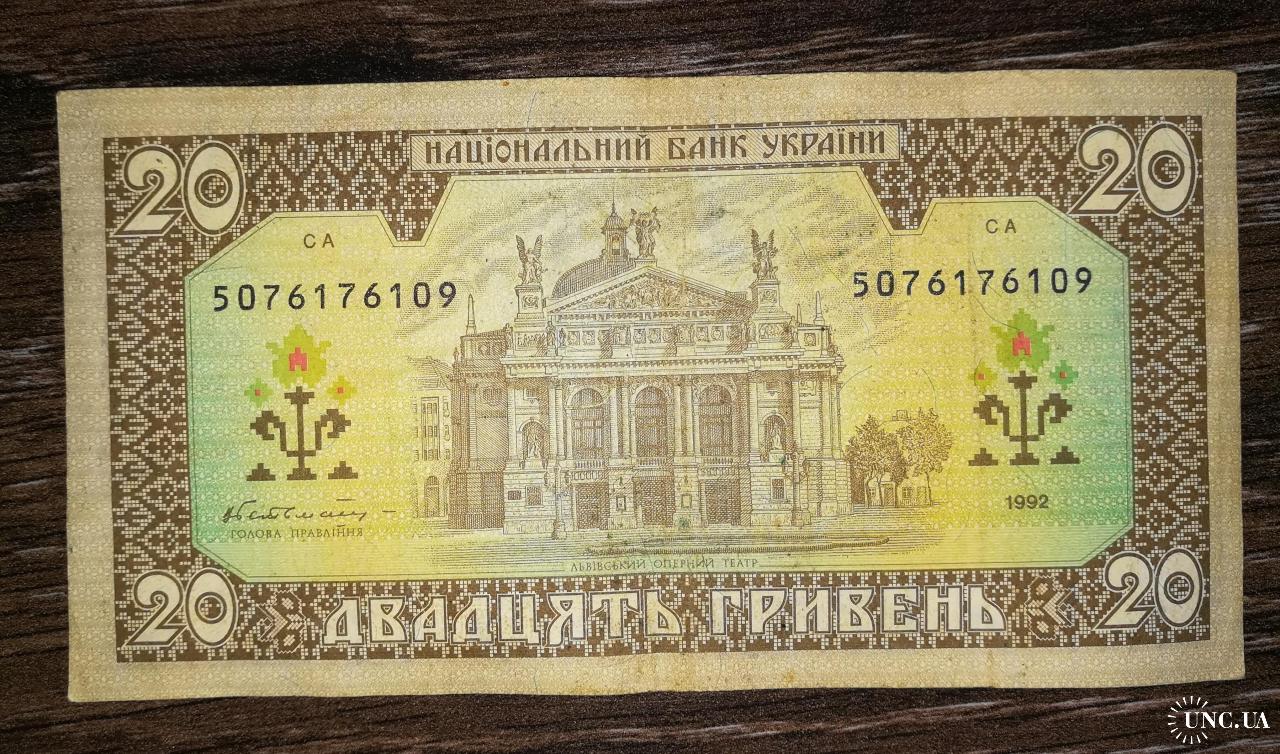 НАЦІОНАЛЬНИЙ БАНК УКРАЇНИ
20
20
СА
СА
5076176109
5076176109
1992
ГОЛОВА ПРАВЛІННЯ
ЛЬВІВСЬКИЙ ОПЕРНИЙ ТЕАТР
20
ДВАДЦЯТЬ ГРИВЕНЬ
20
UNC.UA